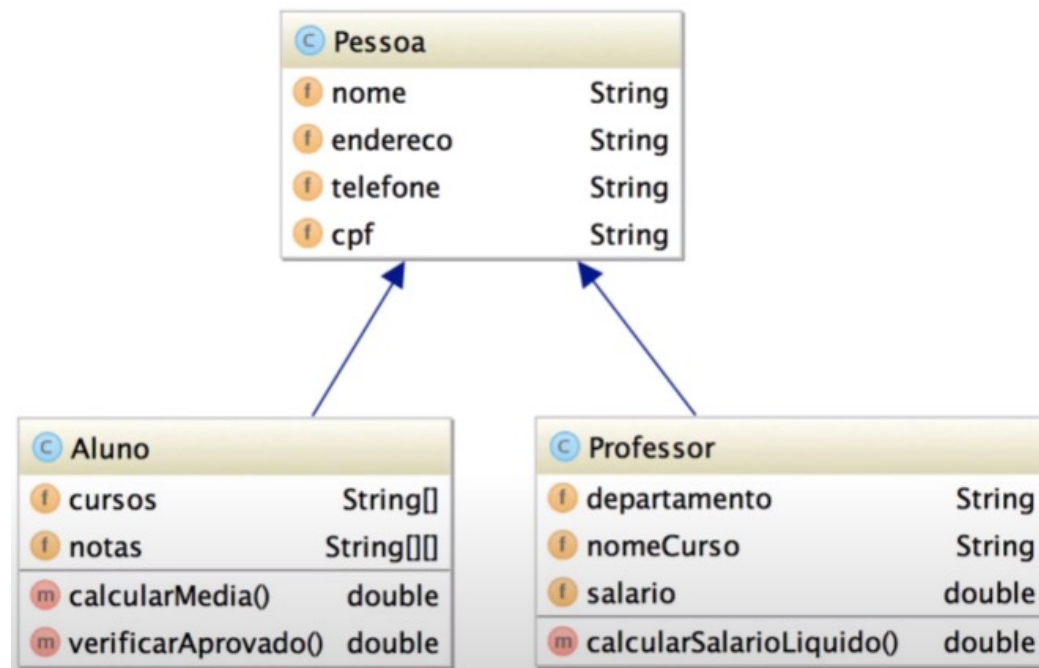 C Pessoa
f nome String
f endereco String
f telefone String
f cpf String
C Aluno
f cursos String[]
f notas String[][]
m calcularMedia() double
m verificarAprovado() double
C Professor
f departamento String
f nomeCurso String
f salario double
m calcularSalarioLiquido() double